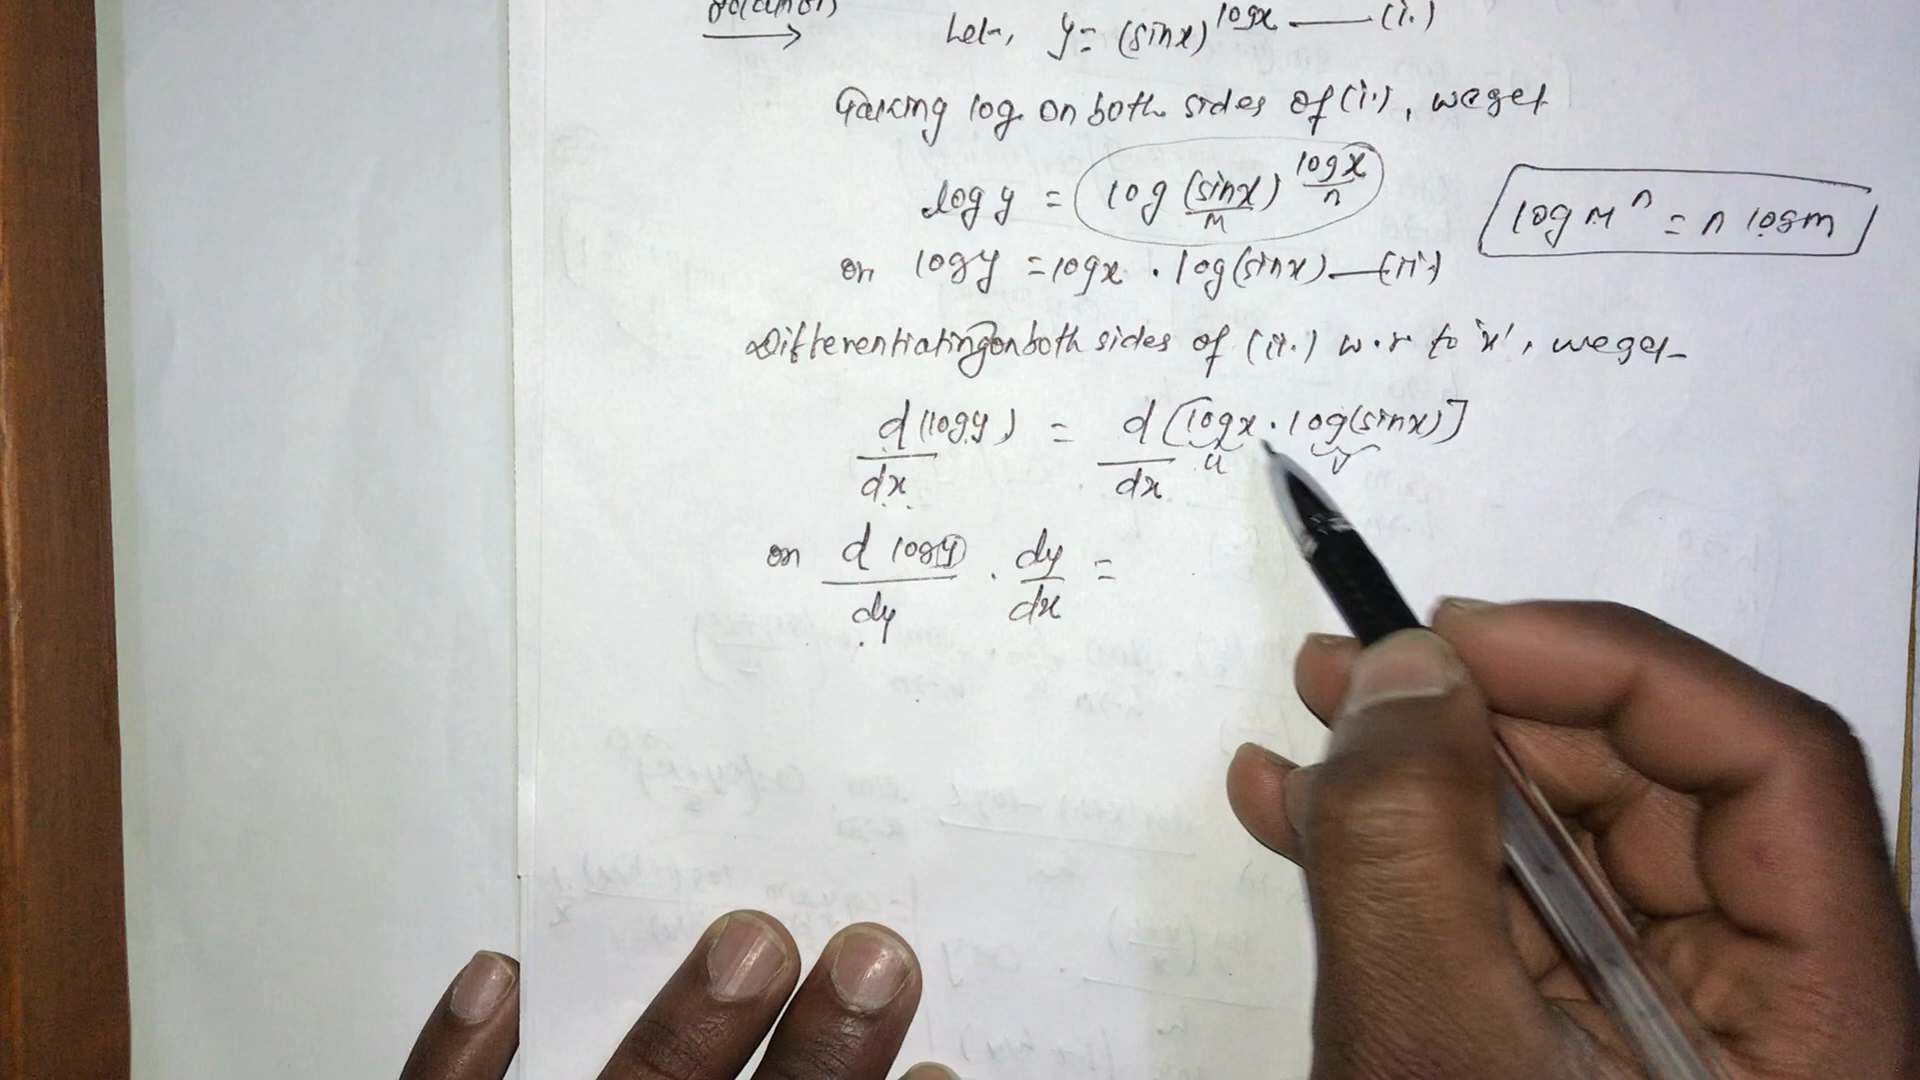 Let, y = (sinx)^logx —— (i.)
Taking log on both sides of (i.), we get
log y = log (sinx)^logx
m n
log M^n = n log m
or log y = logx . log(sinx) — (ii.)
Differentiating on both sides of (ii.) w.r. to 'x', we get
d/dx (log y) = d/dx [logx . log(sinx)]
u v
or d log y/dy . dy/dx =